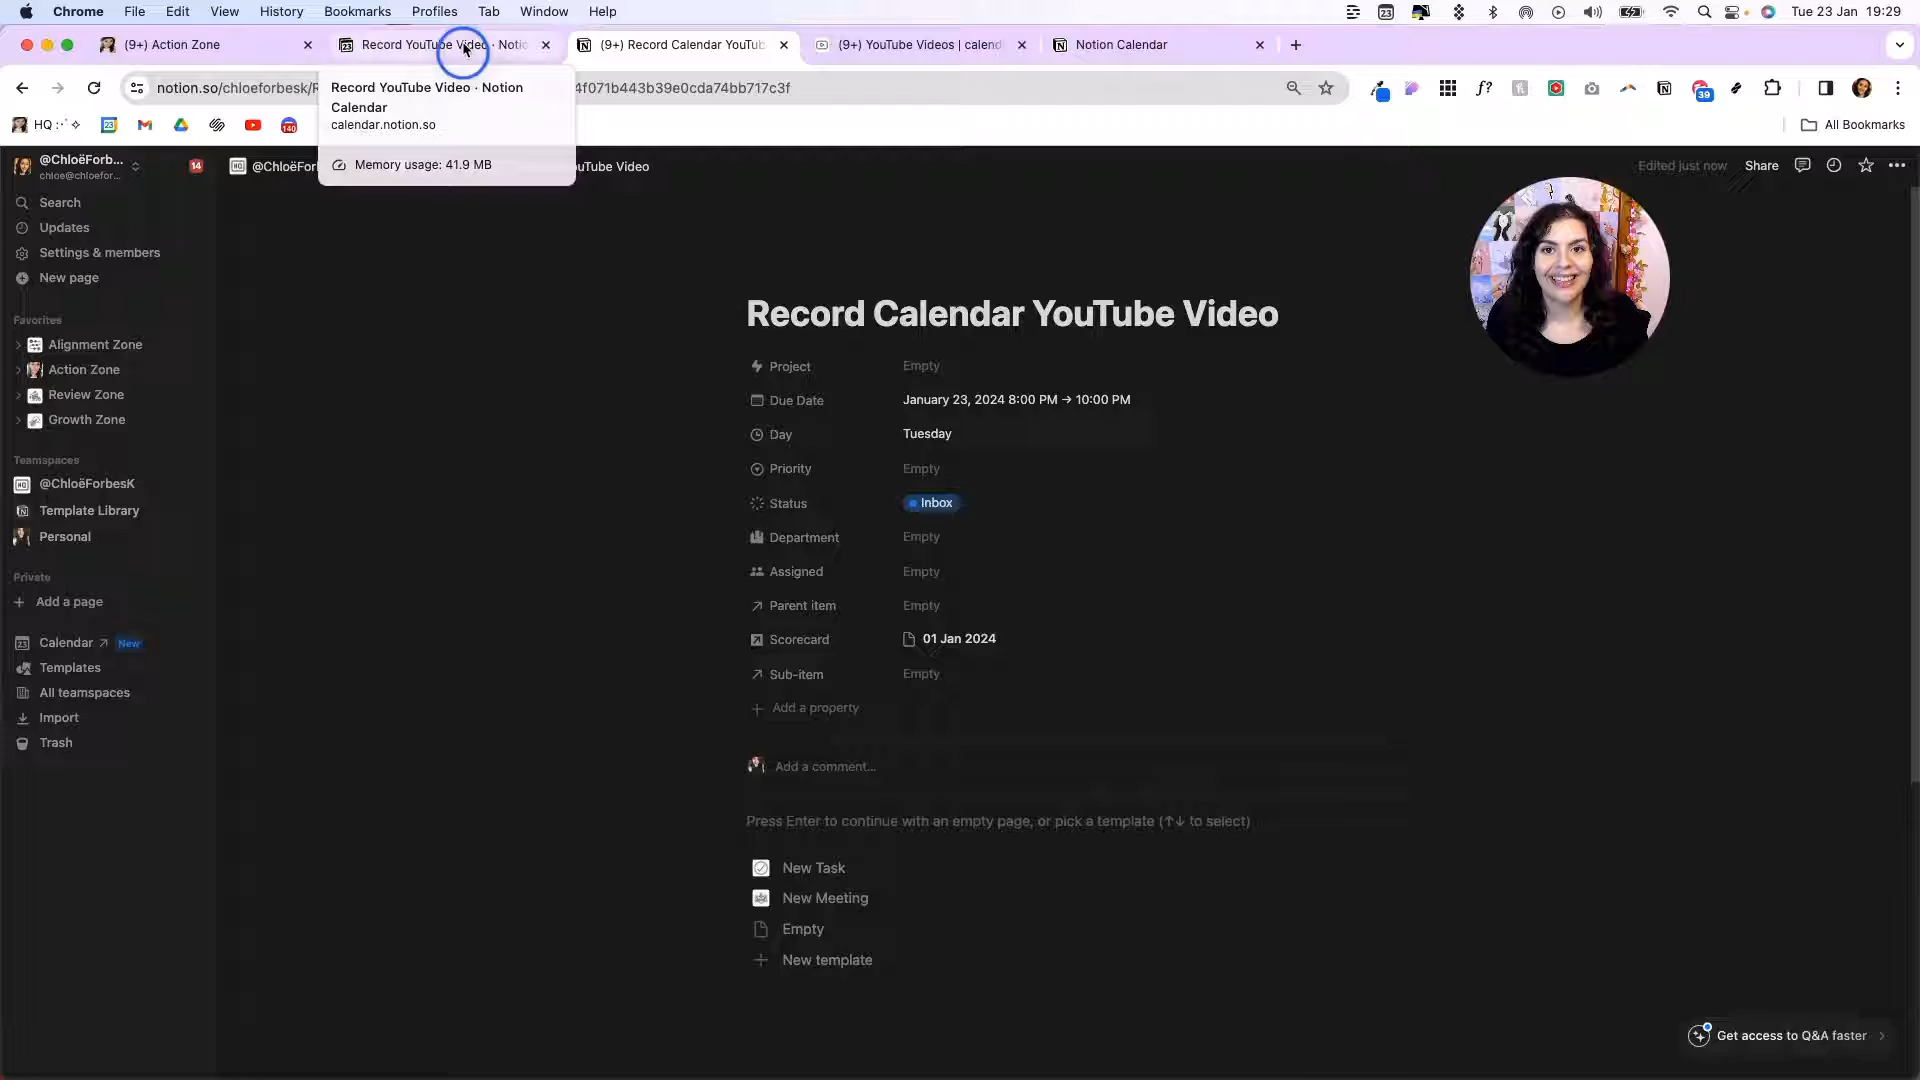 Chrome File Edit View History Bookmarks Profiles Tab Window Help
23 Tue 23 Jan 19:29
(9+) Action Zone
Record YouTube Video · Notio
(9+) Record Calendar YouTub
(9+) YouTube Videos | calend
Notion Calendar
notion.so/chloeforbesk/R
4f071b443b39e0cda74bb717c3f
39
Record YouTube Video · Notion
Calendar
calendar.notion.so
Memory usage: 41.9 MB
HQ
140
All Bookmarks
@ChloëForb...
chloe@chloefor...
14
@ChloëFor
ouTube Video
Edited just now
Share
Search
Updates
Settings & members
New page
Favorites
Alignment Zone
Action Zone
Review Zone
Growth Zone
Teamspaces
@ChloëForbesK
Template Library
Personal
Private
Add a page
Calendar ↗ New
Templates
All teamspaces
Import
Trash
Record Calendar YouTube Video
Project Empty
Due Date January 23, 2024 8:00 PM → 10:00 PM
Day Tuesday
Priority Empty
Status Inbox
Department Empty
Assigned Empty
Parent item Empty
Scorecard 01 Jan 2024
Sub-item Empty
Add a property
Add a comment...
Press Enter to continue with an empty page, or pick a template (↑↓ to select)
New Task
New Meeting
Empty
New template
Get access to Q&A faster